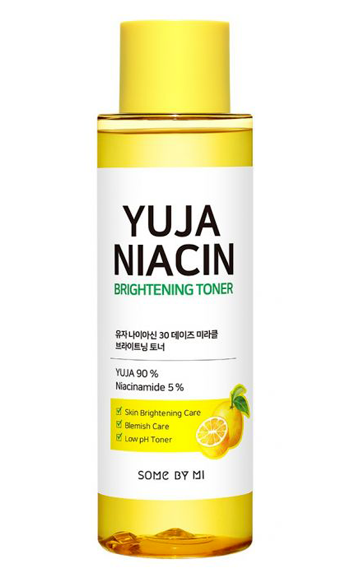 YUJA
NIACIN
BRIGHTENING TONER
유자 나이아신 30 데이즈 미라클
브라이트닝 토너
YUJA 90 %
Niacinamide 5 %
Skin Brightening Care
Blemish Care
Low pH Toner
SOME BY MI